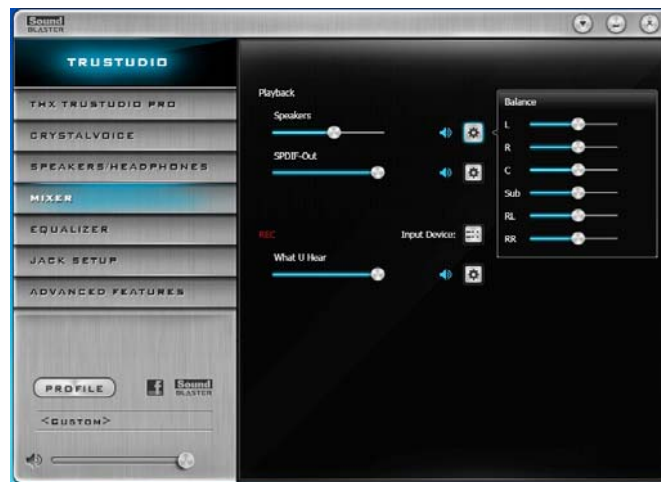 Sound
BLASTER
TRUSTUDIO
THX TRUSTUDIO PRO
CRYSTALVOICE
SPEAKERS/HEADPHONES
MIXER
EQUALIZER
JACK SETUP
ADVANCED FEATURES
PROFILE
f
Sound
BLASTER
<CUSTOM>
Playback
Speakers
SPDIF-Out
REC
Input Device:
What U Hear
Balance
L
R
C
Sub
RL
RR